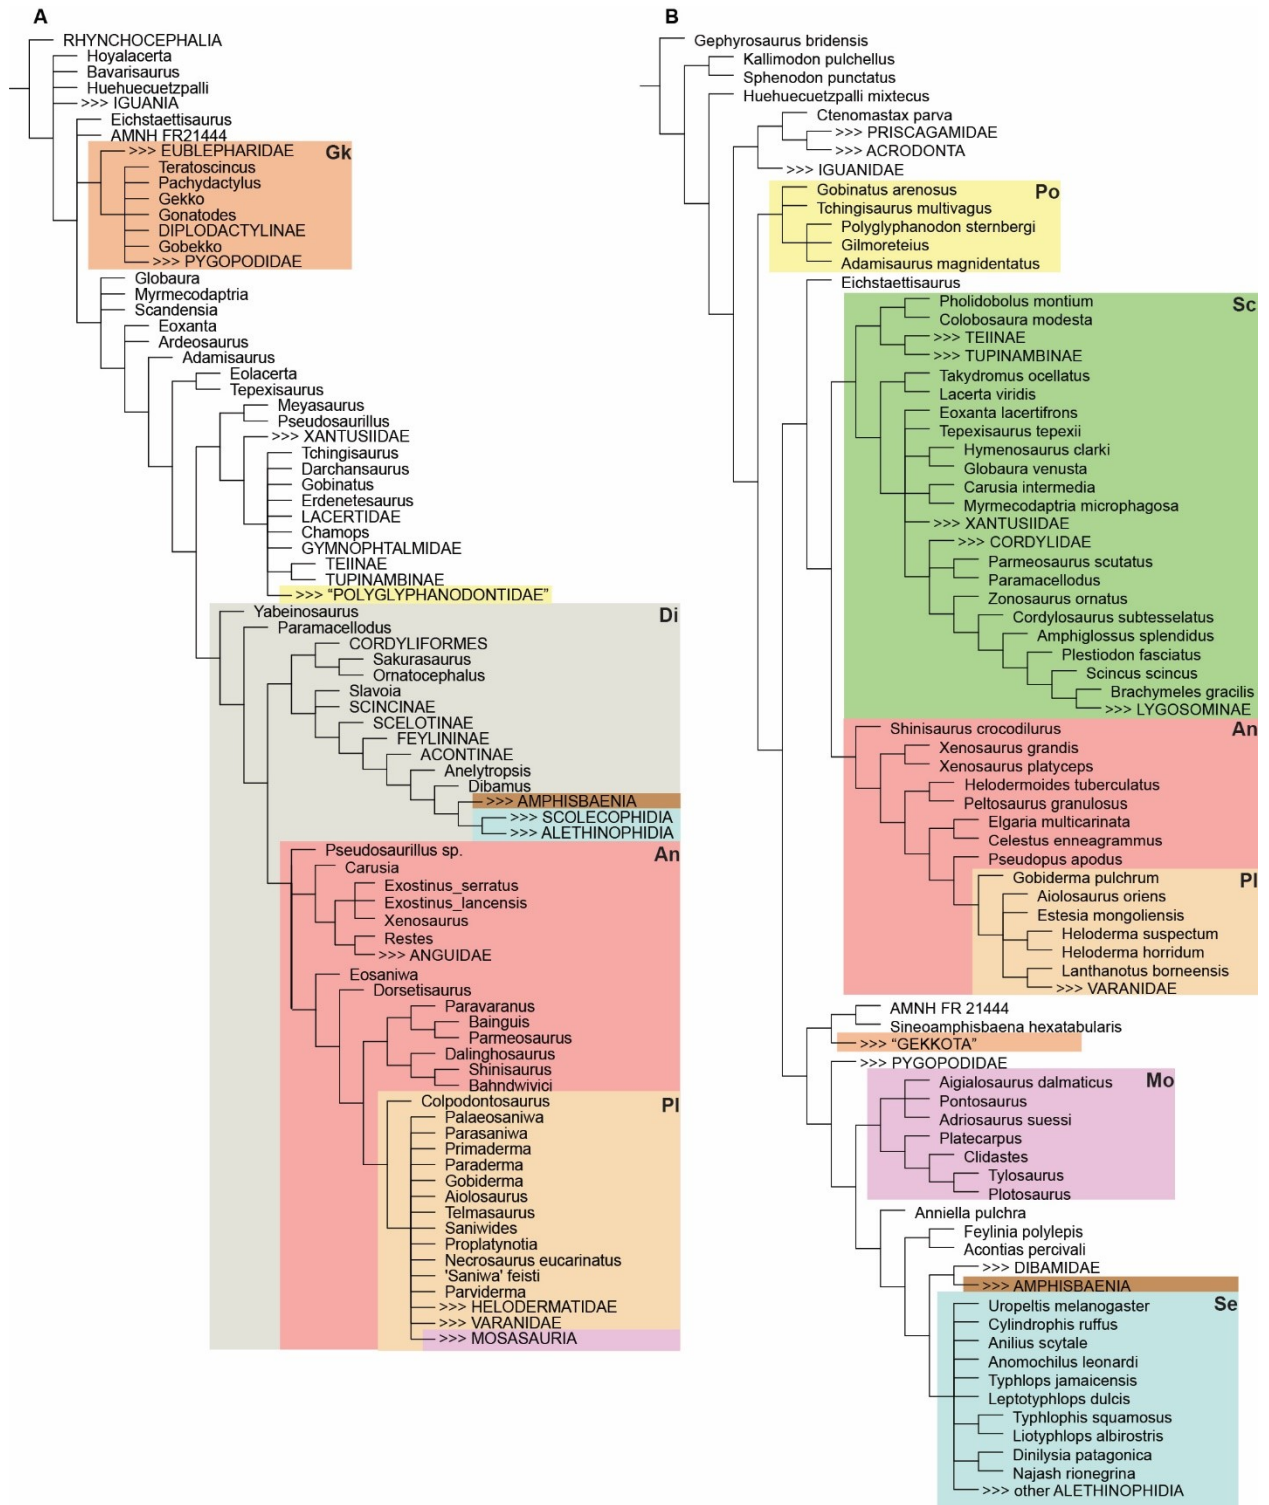 A
RHYNCHOCEPHALIA
Hoyalacerta
Bavarisaurus
Huehuecuetzpalli
>>> IGUANIA
Eichstaettisaurus
AMNH FR21444
>>> EUBLEPHARIDAE
Gk
Teratoscincus
Pachydactylus
Gekko
Gonatodes
DIPLODACTYLINAE
Gobekko
>>> PYGOPODIDAE
Globaura
Myrmecodaptria
Scandensia
Eoxanta
Ardeosaurus
Adamisaurus
Eolacerta
Tepexisaurus
Meyasaurus
Pseudosaurillus
>>> XANTUSIIDAE
Tchingisaurus
Darchansaurus
Gobinatus
Erdenetesaurus
LACERTIDAE
Chamops
GYMNOPHTALMIDAE
TEIINAE
TUPINAMBINAE
>>> “POLYGLYPHANODONTIDAE”
Yabeinosaurus
Di
Paramacellodus
CORDYLIFORMES
Sakurasaurus
Ornatocephalus
Slavoia
SCINCINAE
SCELOTINAE
FEYLININAE
ACONTINAE
Anelytropsis
Dibamus
>>> AMPHISBAENIA
>>> SCOLECOPHIDIA
>>> ALETHINOPHIDIA
Pseudosaurillus sp.
An
Carusia
Exostinus_serratus
Exostinus_lancensis
Xenosaurus
Restes
>>> ANGUIDAE
Eosaniwa
Dorsetisaurus
Paravaranus
Bainguis
Parmeosaurus
Dalinghosaurus
Shinisaurus
Bahndwivici
Colpodontosaurus
Pl
Palaeosaniwa
Parasaniwa
Primaderma
Paraderma
Gobiderma
Aiolosaurus
Telmasaurus
Saniwides
Proplatynotia
Necrosaurus eucarinatus
'Saniwa' feisti
Parviderma
>>> HELODERMATIDAE
>>> VARANIDAE
>>> MOSASAURIA
B
Gephyrosaurus bridensis
Kallimodon pulchellus
Sphenodon punctatus
Huehuecuetzpalli mixtecus
Ctenomastax parva
>>> PRISCAGAMIDAE
>>> ACRODONTA
>>> IGUANIDAE
Gobinatus arenosus
Po
Tchingisaurus multivagus
Polyglyphanodon sternbergi
Gilmoreteius
Adamisaurus magnidentatus
Eichstaettisaurus
Pholidobolus montium
Sc
Colobosaura modesta
>>> TEIINAE
>>> TUPINAMBINAE
Takydromus ocellatus
Lacerta viridis
Eoxanta lacertifrons
Tepexisaurus tepexii
Hymenosaurus clarki
Globaura venusta
Carusia intermedia
Myrmecodaptria microphagosa
>>> XANTUSIIDAE
>>> CORDYLIDAE
Parmeosaurus scutatus
Paramacellodus
Zonosaurus ornatus
Cordylosaurus subtesselatus
Amphiglossus splendidus
Plestiodon fasciatus
Scincus scincus
Brachymeles gracilis
>>> LYGOSOMINAE
Shinisaurus crocodilurus
An
Xenosaurus grandis
Xenosaurus platyceps
Helodermoides tuberculatus
Peltosaurus granulosus
Elgaria multicarinata
Celestus enneagrammus
Pseudopus apodus
Gobiderma pulchrum
Pl
Aiolosaurus oriens
Estesia mongoliensis
Heloderma suspectum
Heloderma horridum
Lanthanotus borneensis
>>> VARANIDAE
AMNH FR 21444
Sineoamphisbaena hexatabularis
>>> “GEKKOTA”
>>> PYGOPODIDAE
Aigialosaurus dalmaticus
Mo
Pontosaurus
Adriosaurus suessi
Platecarpus
Clidastes
Tylosaurus
Plotosaurus
Anniella pulchra
Feylinia polylepis
Acontias percivali
>>> DIBAMIDAE
>>> AMPHISBAENIA
Uropeltis melanogaster
Se
Cylindrophis ruffus
Anilius scytale
Anomochilus leonardi
Typhlops jamaicensis
Leptotyphlops dulcis
Typhlophis squamosus
Liotyphlops albirostris
Dinilysia patagonica
Najash rionegrina
>>> other ALETHINOPHIDIA